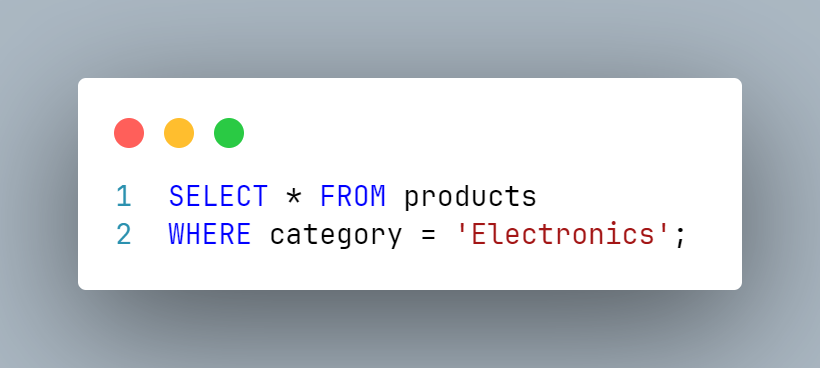 1 SELECT * FROM products
2 WHERE category = 'Electronics';